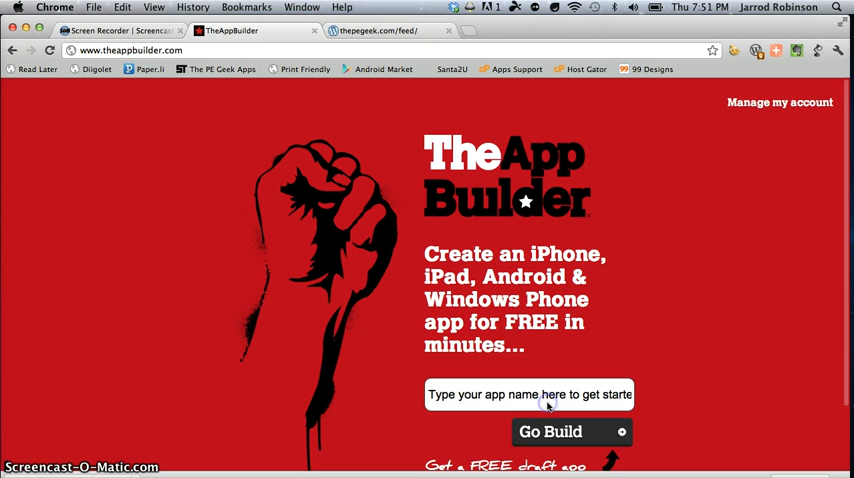 Chrome File Edit View History Bookmarks Window Help 1 Thu 7:51 PM Jarrod Robinson
Screen Recorder | Screencast TheAppBuilder thepegeek.com/feed/
www.theappbuilder.com
Read Later Diigolet Paper.li The PE Geek Apps Print Friendly Android Market Santa2U Apps Support Host Gator 99 Designs
Manage my account
TheApp
Builder
Create an iPhone,
iPad, Android &
Windows Phone
app for FREE in
minutes...
Type your app name here to get starte
Go Build
Get a FREE draft app
Screencast-O-Matic.com